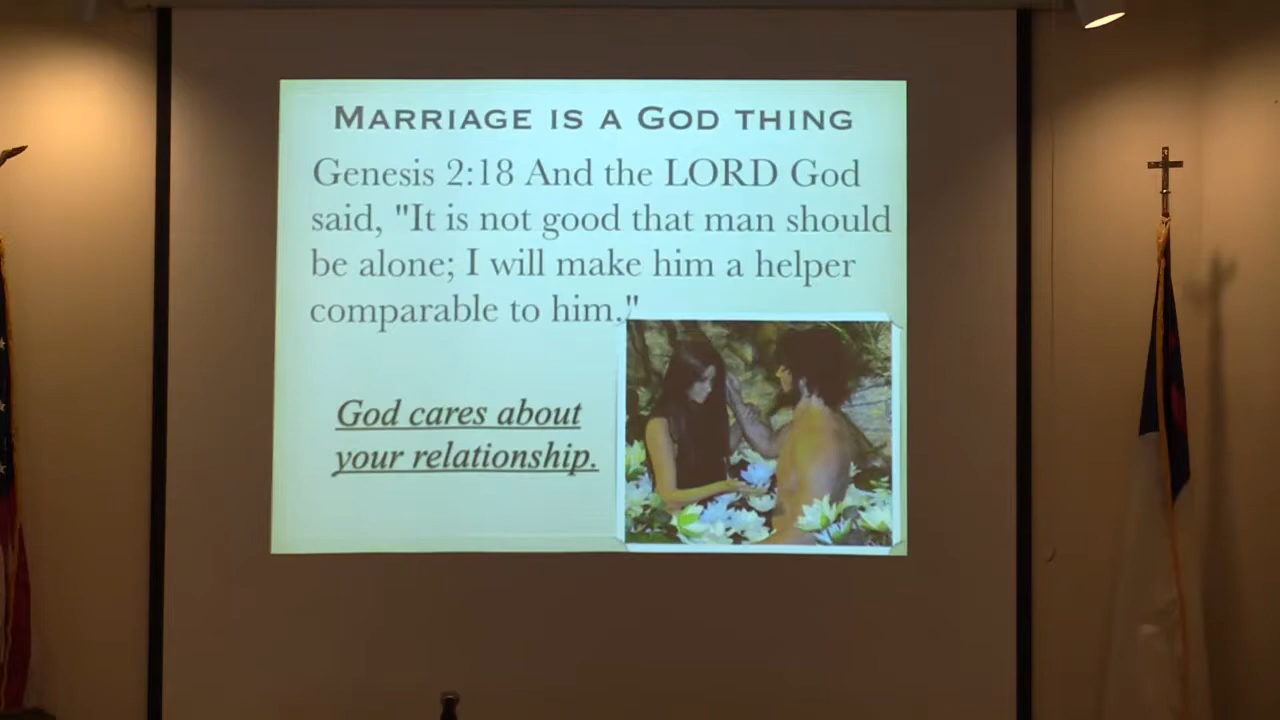 MARRIAGE IS A GOD THING
Genesis 2:18 And the LORD God
said, "It is not good that man should
be alone; I will make him a helper
comparable to him."
God cares about
your relationship.